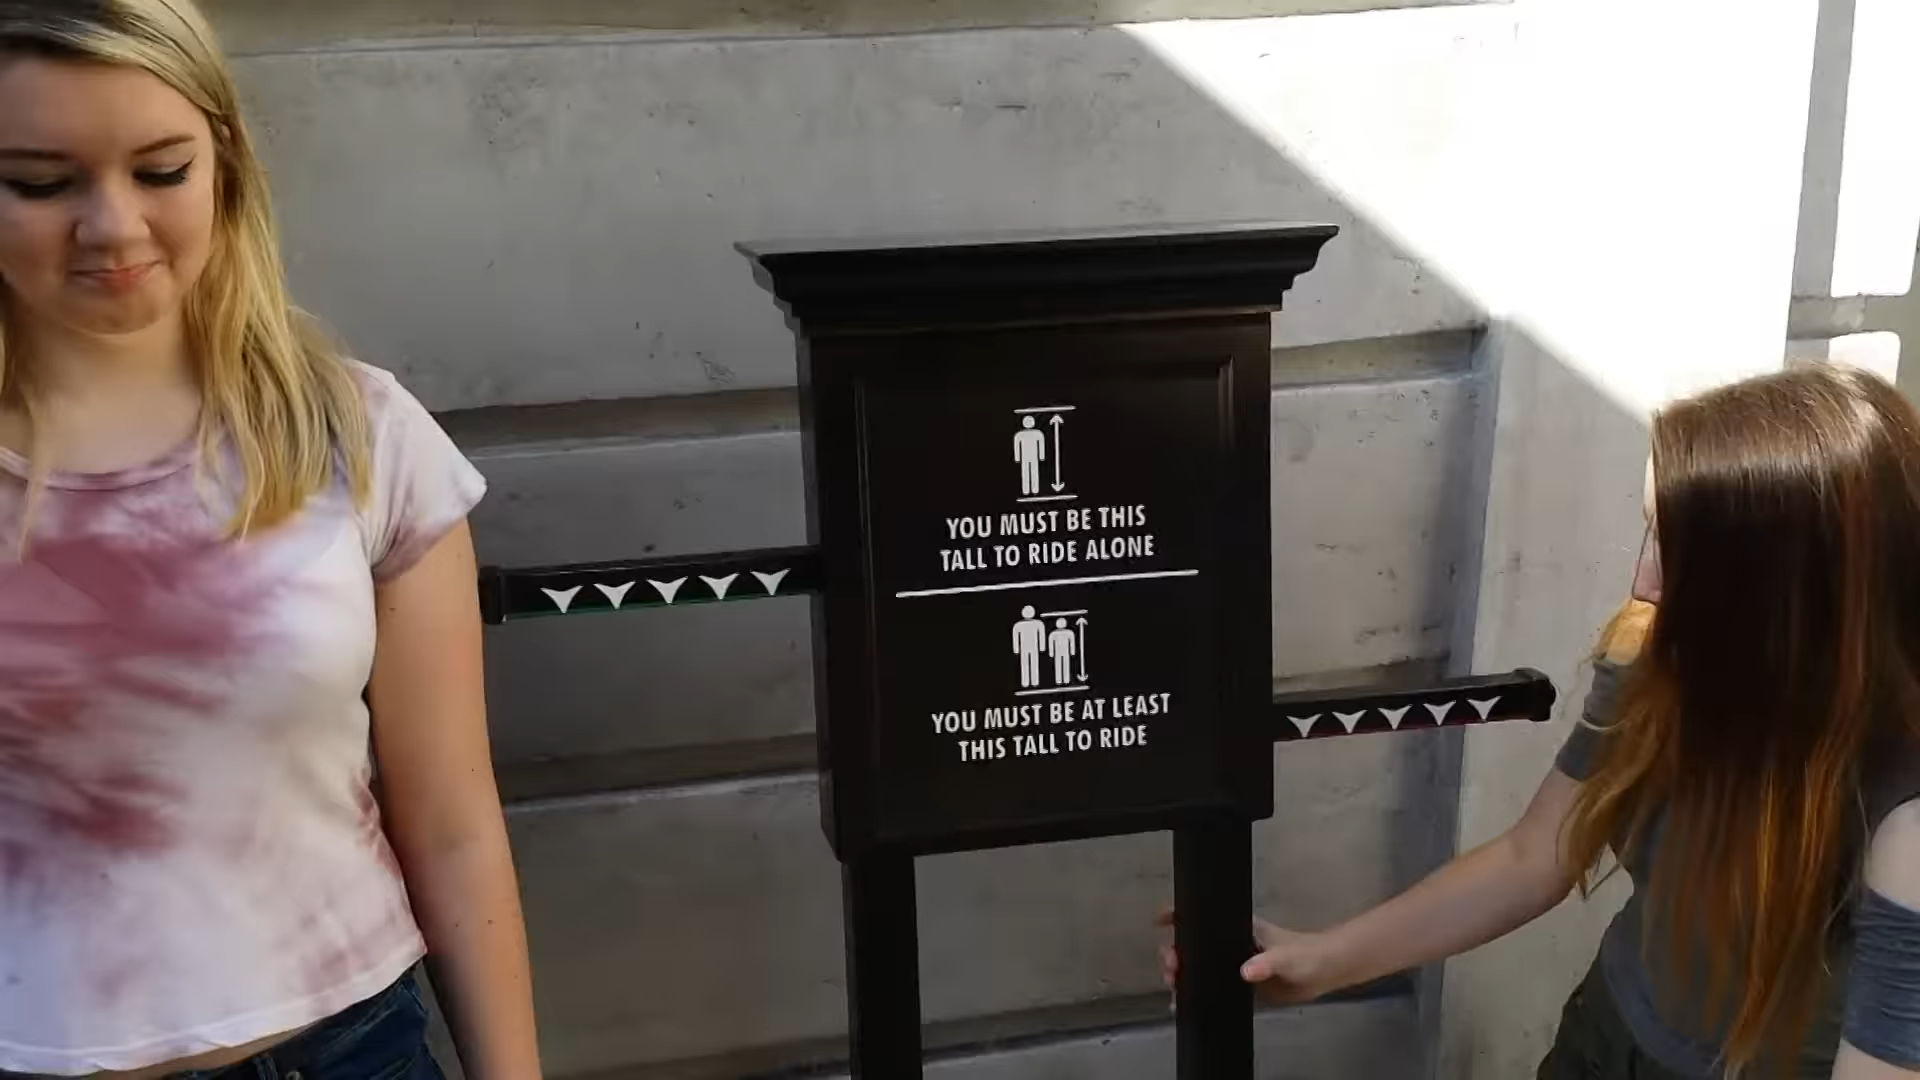 YOU MUST BE THIS
TALL TO RIDE ALONE
YOU MUST BE AT LEAST
THIS TALL TO RIDE